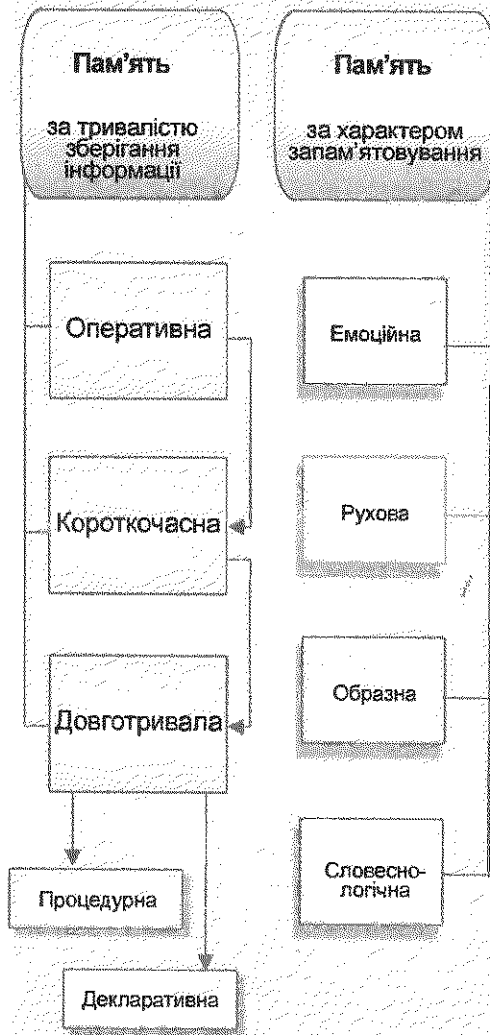 Пам’ять
за тривалістю
зберігання
інформації
Оперативна
Короткочасна
Довготривала
Процедурна
Декларативна
Пам’ять
за характером
запам’ятовування
Емоційна
Рухова
Образна
Словесно-
логічна